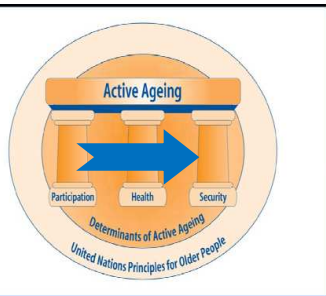 Active Ageing
Participation
Health
Security
Determinants of Active Ageing
United Nations Principles for Older People